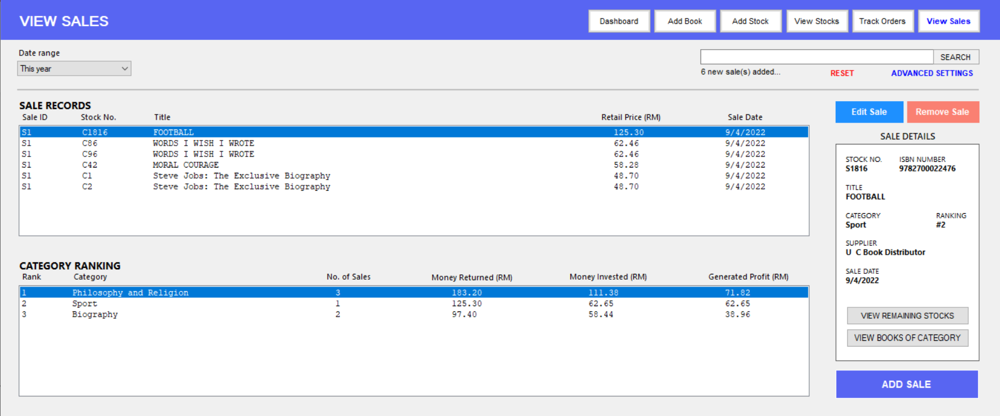 VIEW SALES
Dashboard Add Book Add Stock View Stocks Track Orders View Sales
Date range
This year
SEARCH
6 new sale(s) added...
RESET
ADVANCED SETTINGS
SALE RECORDS
Sale ID Stock No. Title Retail Price (RM) Sale Date
S1 C1816 FOOTBALL 125.30 9/4/2022
S1 C86 WORDS I WISH I WROTE 62.46 9/4/2022
S1 C96 WORDS I WISH I WROTE 62.46 9/4/2022
S1 C42 MORAL COURAGE 58.28 9/4/2022
S1 C1 Steve Jobs: The Exclusive Biography 48.70 9/4/2022
S1 C2 Steve Jobs: The Exclusive Biography 48.70 9/4/2022
CATEGORY RANKING
Rank Category No. of Sales Money Returned (RM) Money Invested (RM) Generated Profit (RM)
1 Philosophy and Religion 3 183.20 111.38 71.82
2 Sport 1 125.30 62.65 62.65
3 Biography 2 97.40 58.44 38.96
Edit Sale Remove Sale
SALE DETAILS
STOCK NO. ISBN NUMBER
S1816 9782700022476
TITLE
FOOTBALL
CATEGORY RANKING
Sport #2
SUPPLIER
U C Book Distributor
SALE DATE
9/4/2022
VIEW REMAINING STOCKS
VIEW BOOKS OF CATEGORY
ADD SALE